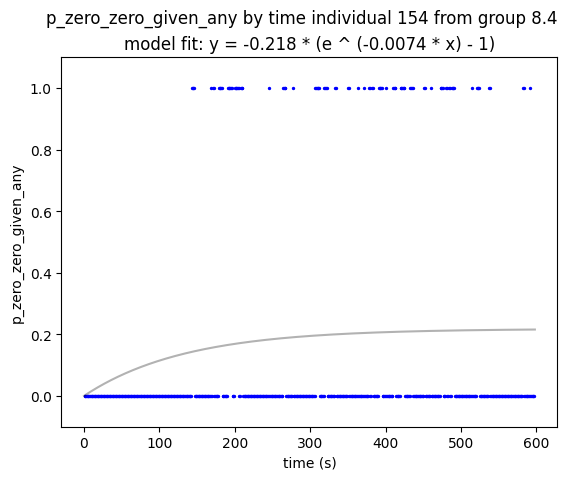 p_zero_zero_given_any by time individual 154 from group 8.4
model fit: y = -0.218 * (e ^ (-0.0074 * x) - 1)
1.0
0.8
0.6
0.4
0.2
0.0
p_zero_zero_given_any
0 100 200 300 400 500 600
time (s)